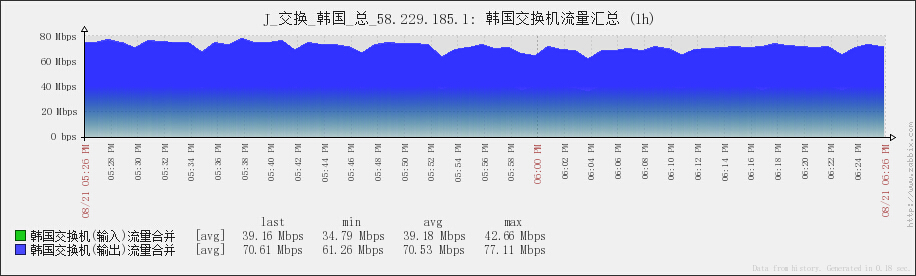 J_交换_韩国_总_58.229.185.1: 韩国交换机流量汇总 (1h)
80 Mbps
60 Mbps
40 Mbps
20 Mbps
0 bps
08/21 05:26 PM
05:28 PM
05:30 PM
05:32 PM
05:34 PM
05:36 PM
05:38 PM
05:40 PM
05:42 PM
05:44 PM
05:46 PM
05:48 PM
05:50 PM
05:52 PM
05:54 PM
05:56 PM
05:58 PM
06:00 PM
06:02 PM
06:04 PM
06:06 PM
06:08 PM
06:10 PM
06:12 PM
06:14 PM
06:16 PM
06:18 PM
06:20 PM
06:22 PM
06:24 PM
08/21 06:26 PM
http://www.zabbix.com
last min avg max
韩国交换机(输入)流量合并 [avg] 39.16 Mbps 34.79 Mbps 39.18 Mbps 42.66 Mbps
韩国交换机(输出)流量合并 [avg] 70.61 Mbps 61.26 Mbps 70.53 Mbps 77.11 Mbps
Data from history. Generated in 0.18 sec.